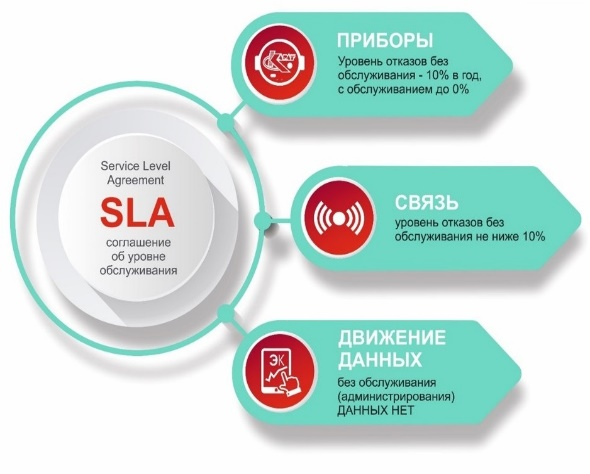 Service Level
Agreement
SLA
соглашение
об уровне
обслуживания
ПРИБОРЫ
Уровень отказов без
обслуживания - 10% в год,
с обслуживанием до 0%
СВЯЗЬ
уровень отказов без
обслуживания не ниже 10%
ЭК
ДВИЖЕНИЕ
ДАННЫХ
без обслуживания
(администрирования)
ДАННЫХ НЕТ